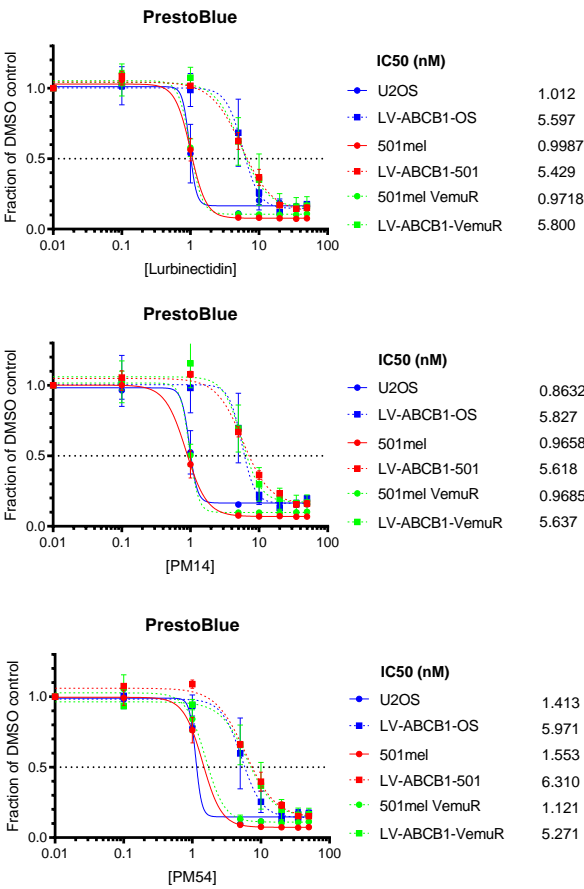 PrestoBlue
Fraction of DMSO control
1.0
0.5
0.0
0.01 0.1 1 10 100
[Lurbinectidin]
IC50 (nM)
U2OS 1.012
LV-ABCB1-OS 5.597
501mel 0.9987
LV-ABCB1-501 5.429
501mel VemuR 0.9718
LV-ABCB1-VemuR 5.800
PrestoBlue
Fraction of DMSO control
1.0
0.5
0.0
0.01 0.1 1 10 100
[PM14]
IC50 (nM)
U2OS 0.8632
LV-ABCB1-OS 5.827
501mel 0.9658
LV-ABCB1-501 5.618
501mel VemuR 0.9685
LV-ABCB1-VemuR 5.637
PrestoBlue
Fraction of DMSO control
1.0
0.5
0.0
0.01 0.1 1 10 100
[PM54]
IC50 (nM)
U2OS 1.413
LV-ABCB1-OS 5.971
501mel 1.553
LV-ABCB1-501 6.310
501mel VemuR 1.121
LV-ABCB1-VemuR 5.271